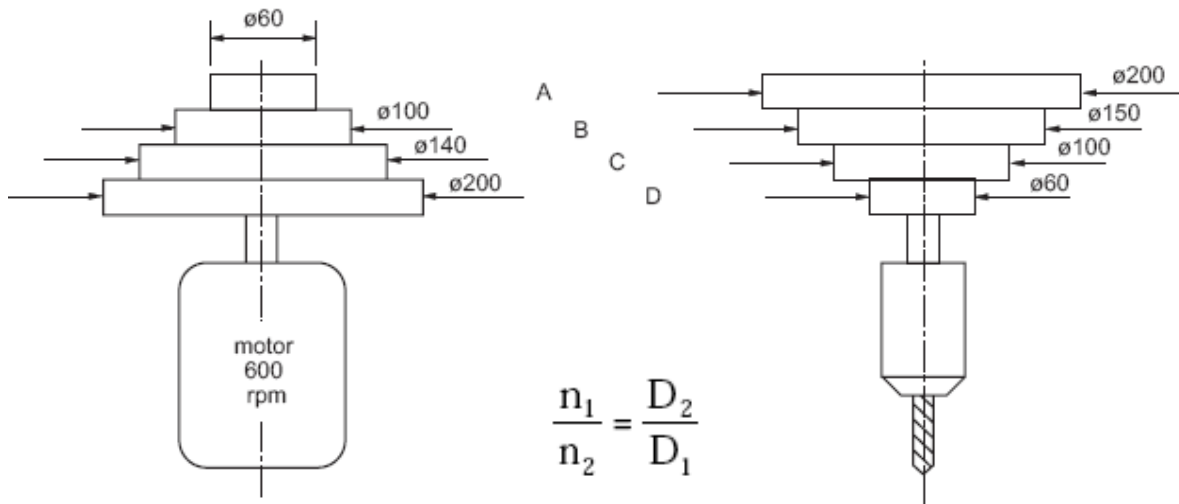 ø60
A
ø200
ø100
B
ø150
ø140
C
ø100
ø200
D
ø60
motor
600
rpm
n₁/n₂ = D₂/D₁